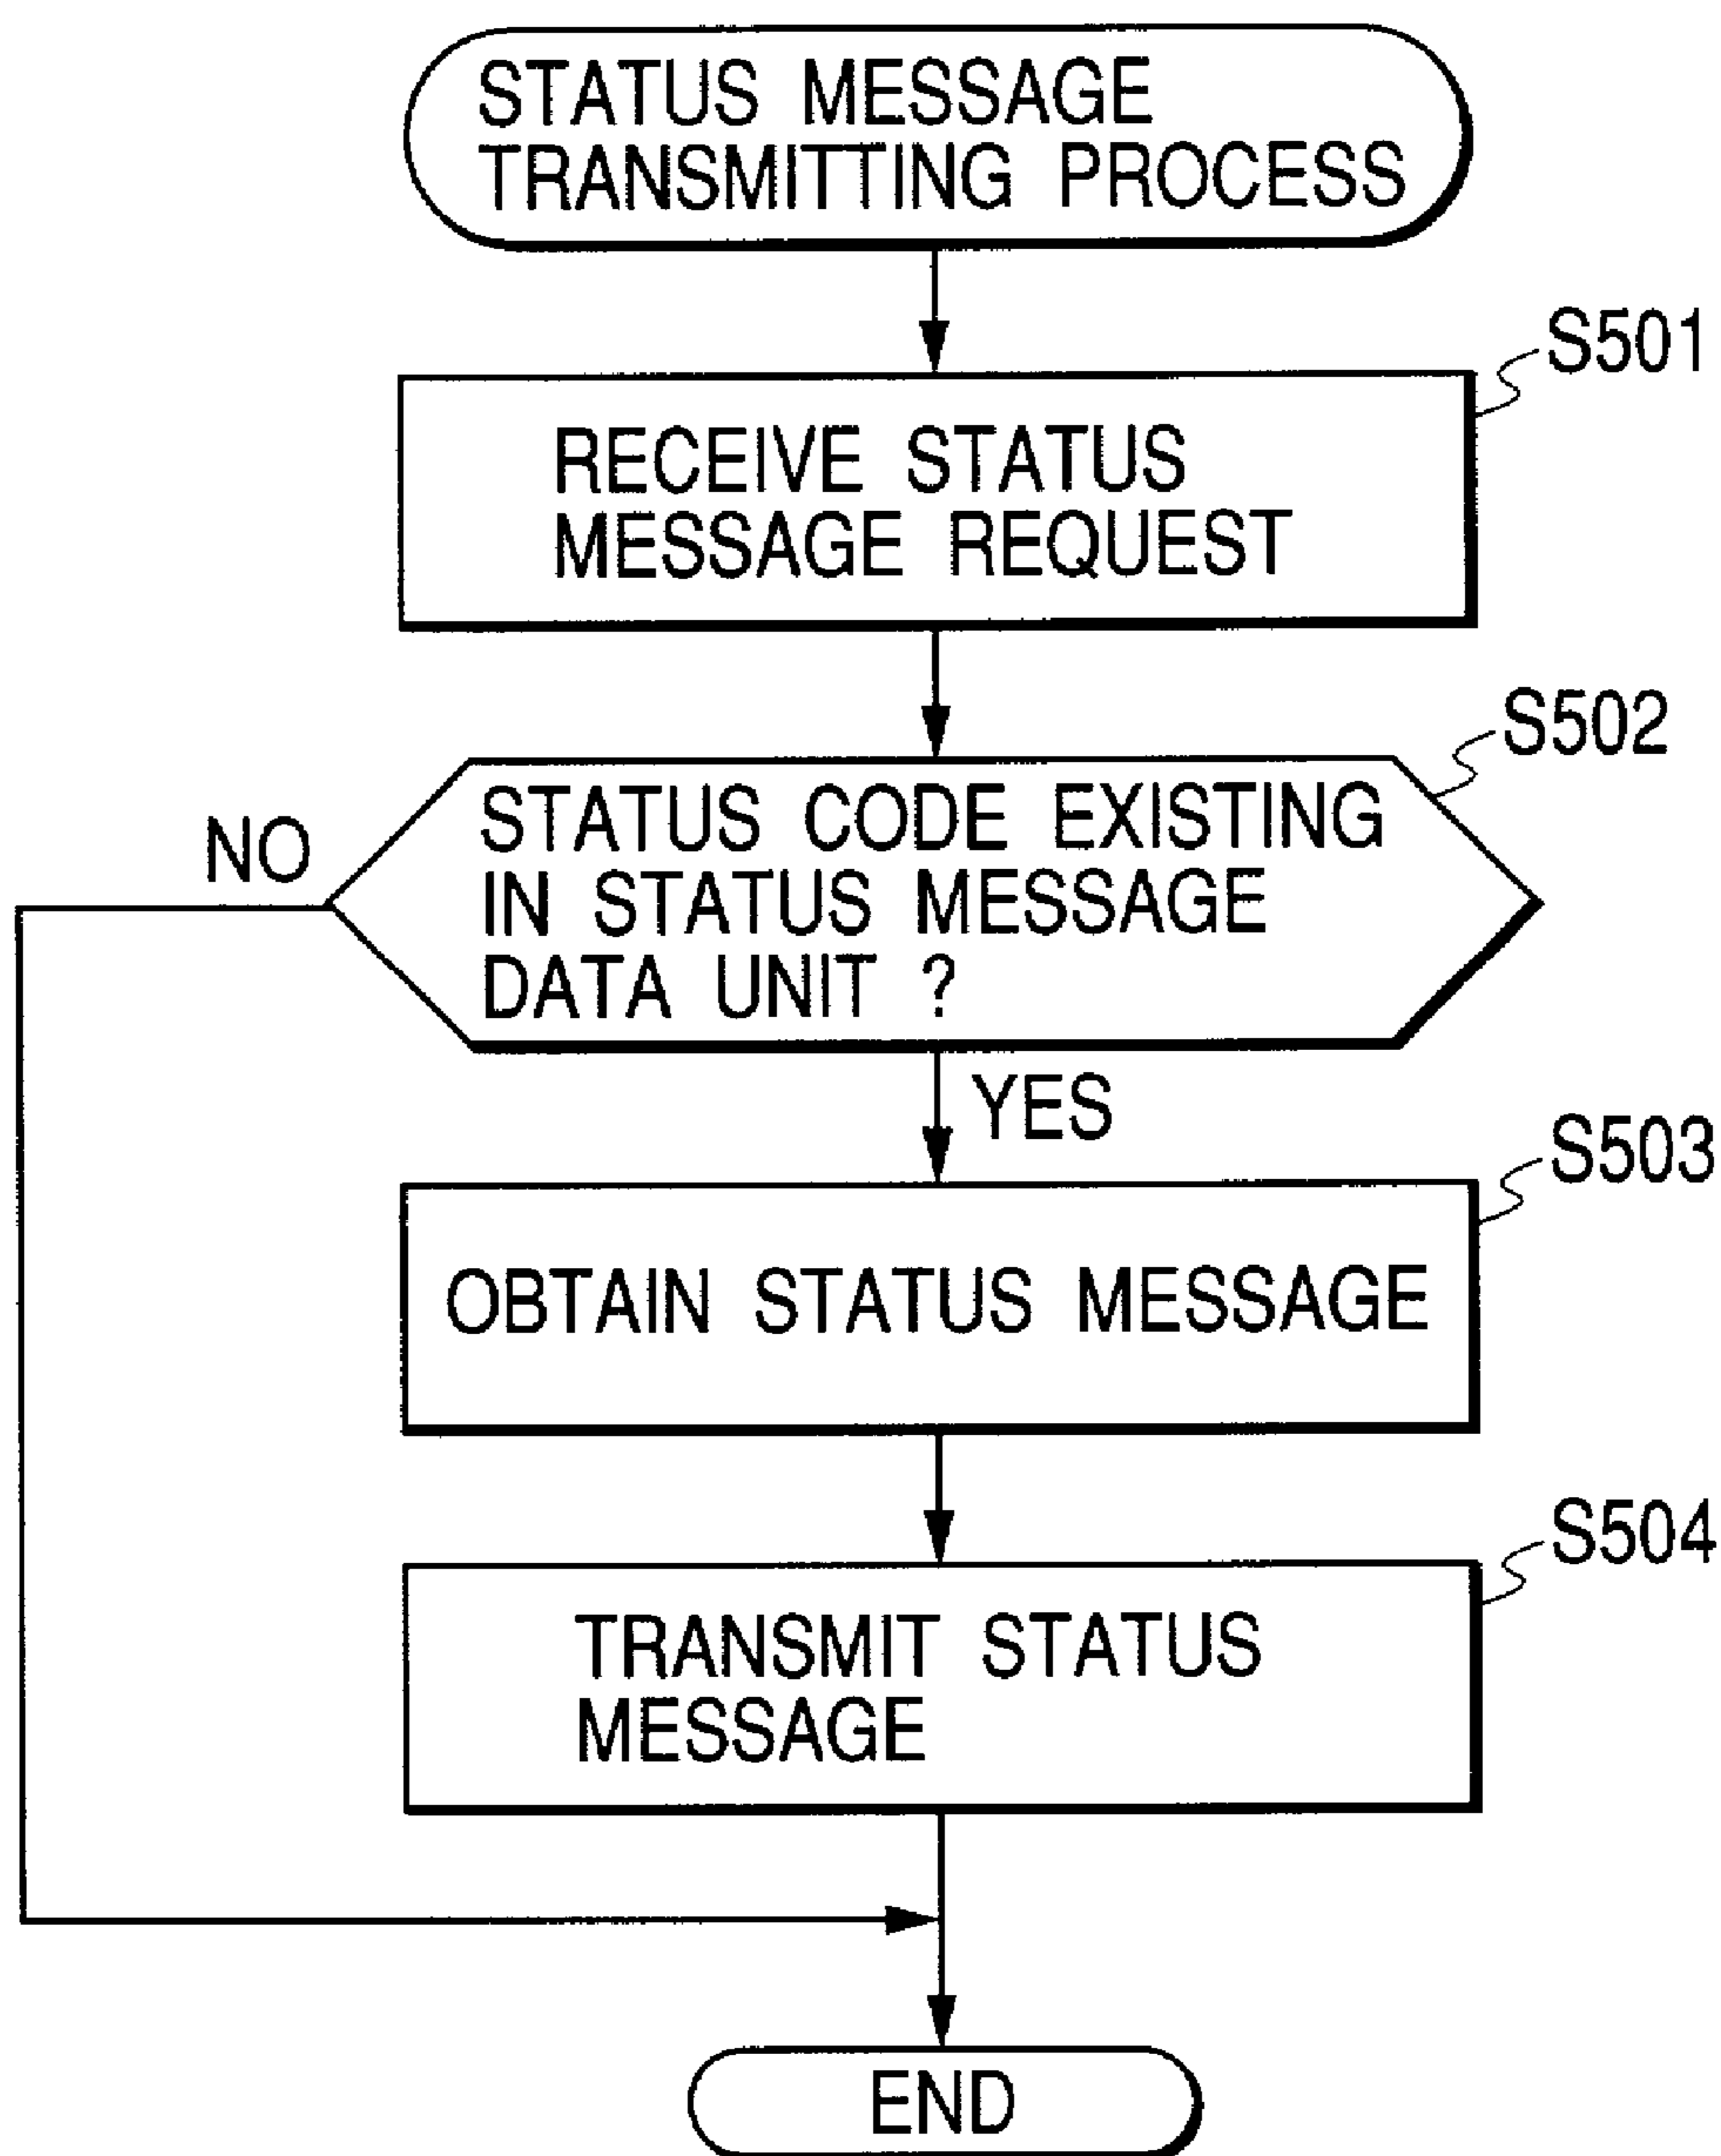 STATUS MESSAGE
TRANSMITTING PROCESS
S501
RECEIVE STATUS
MESSAGE REQUEST
S502
STATUS CODE EXISTING
IN STATUS MESSAGE
DATA UNIT ?
NO
YES
S503
OBTAIN STATUS MESSAGE
S504
TRANSMIT STATUS
MESSAGE
END